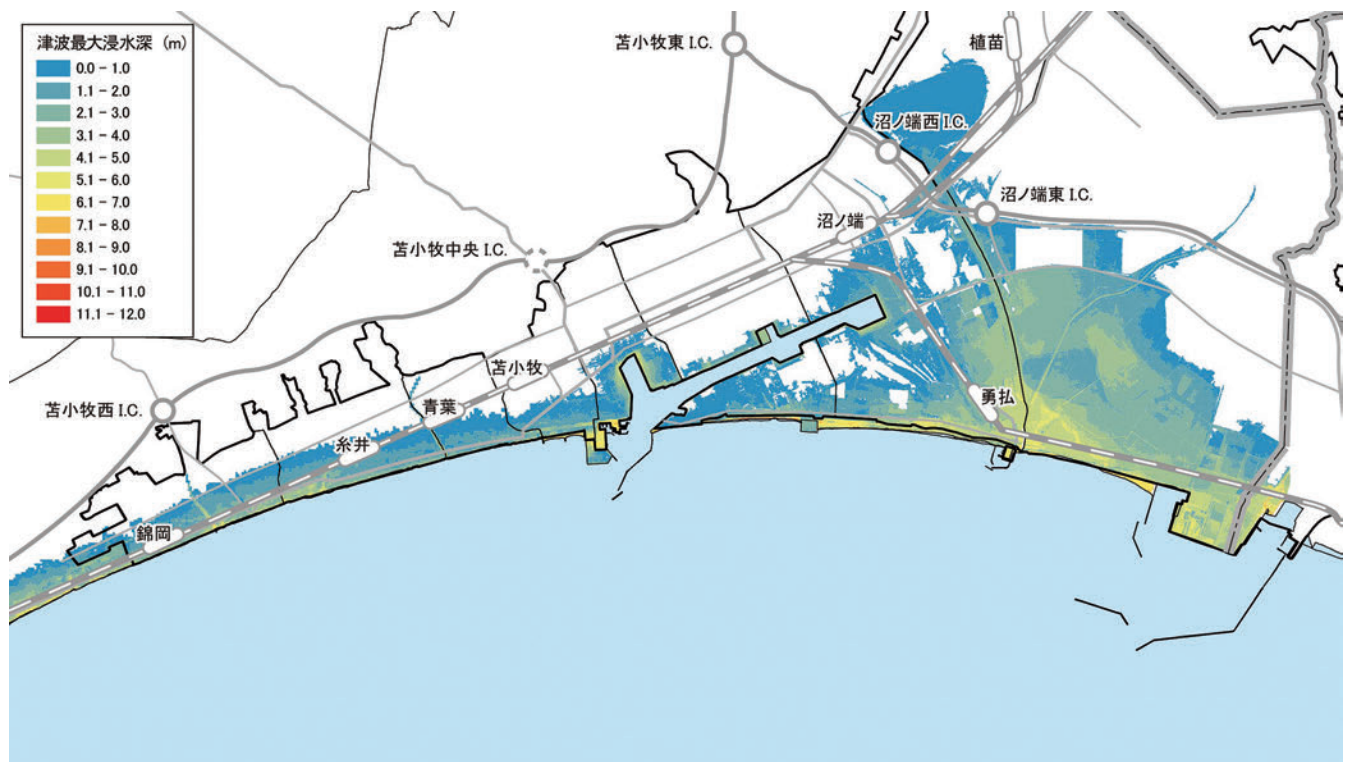 津波最大浸水深 (m)
0.0 - 1.0
1.1 - 2.0
2.1 - 3.0
3.1 - 4.0
4.1 - 5.0
5.1 - 6.0
6.1 - 7.0
7.1 - 8.0
8.1 - 9.0
9.1 - 10.0
10.1 - 11.0
11.1 - 12.0
苫小牧東 I.C.
植苗
沼ノ端西 I.C.
沼ノ端東 I.C.
沼ノ端
苫小牧中央 I.C.
苫小牧
勇払
青葉
苫小牧西 I.C.
糸井
錦岡